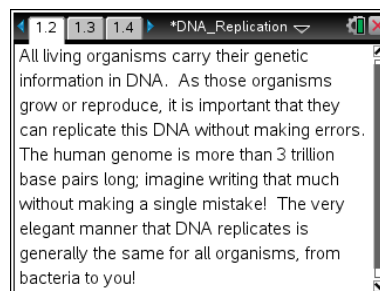 1.2 1.3 1.4 *DNA_Replication
All living organisms carry their genetic
information in DNA. As those organisms
grow or reproduce, it is important that they
can replicate this DNA without making errors.
The human genome is more than 3 trillion
base pairs long; imagine writing that much
without making a single mistake! The very
elegant manner that DNA replicates is
generally the same for all organisms, from
bacteria to you!